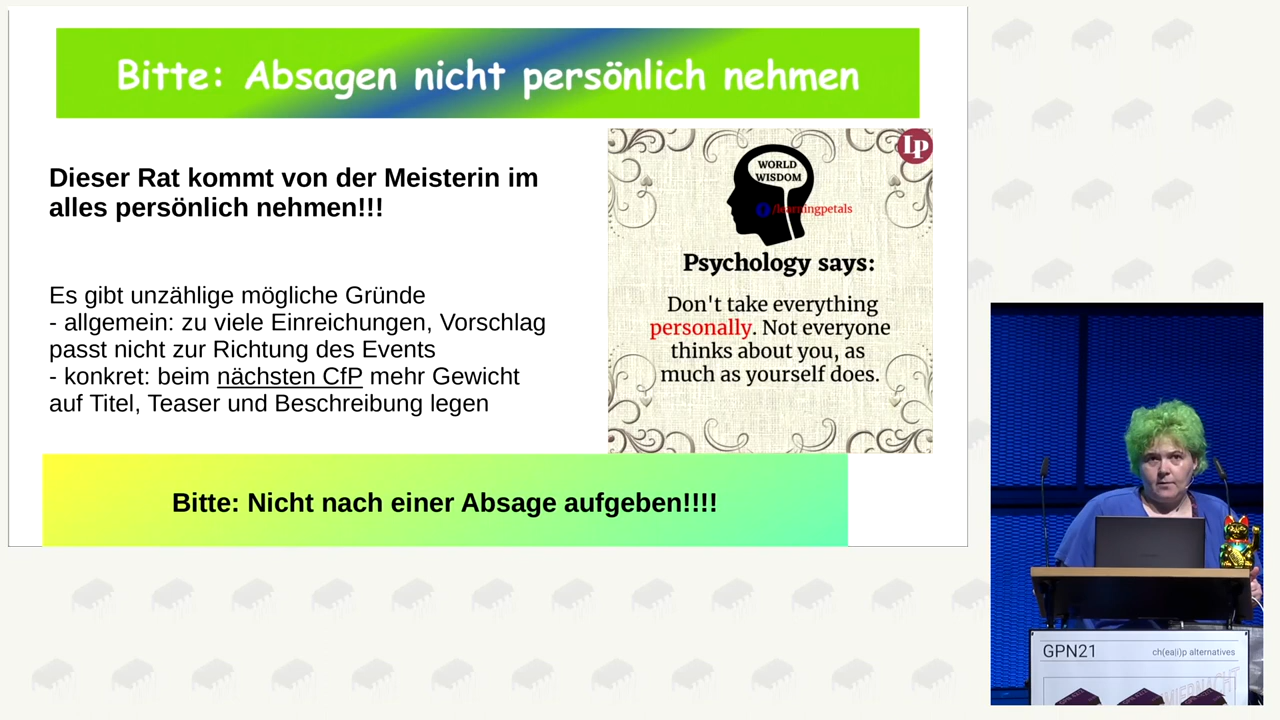 Bitte: Absagen nicht persönlich nehmen
Dieser Rat kommt von der Meisterin im
alles persönlich nehmen!!!
Es gibt unzählige mögliche Gründe
- allgemein: zu viele Einreichungen, Vorschlag
passt nicht zur Richtung des Events
- konkret: beim nächsten CfP mehr Gewicht
auf Titel, Teaser und Beschreibung legen
LP
WORLD
WISDOM
/learningpetals
Psychology says:
Don't take everything
personally. Not everyone
thinks about you, as
much as yourself does.
Bitte: Nicht nach einer Absage aufgeben!!!!
GPN21
ch(ea|i)p alternatives